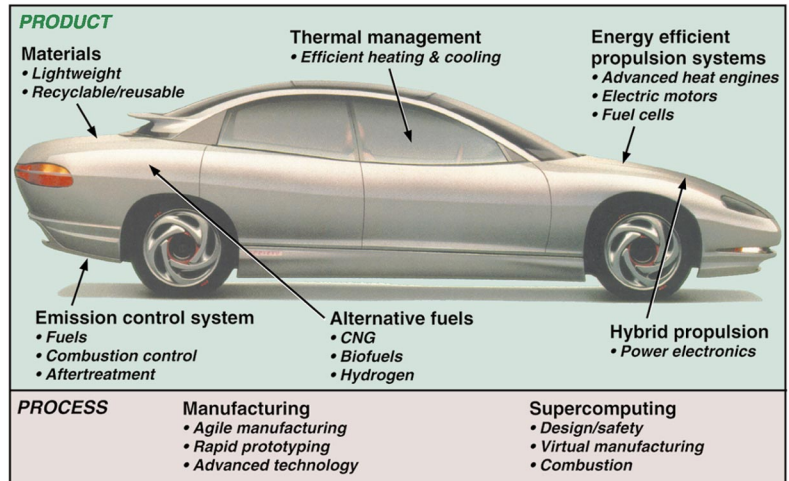 PRODUCT
Materials
• Lightweight
• Recyclable/reusable
Thermal management
• Efficient heating & cooling
Energy efficient
propulsion systems
• Advanced heat engines
• Electric motors
• Fuel cells
Emission control system
• Fuels
• Combustion control
• Aftertreatment
Alternative fuels
• CNG
• Biofuels
• Hydrogen
Hybrid propulsion
• Power electronics
PROCESS
Manufacturing
• Agile manufacturing
• Rapid prototyping
• Advanced technology
Supercomputing
• Design/safety
• Virtual manufacturing
• Combustion